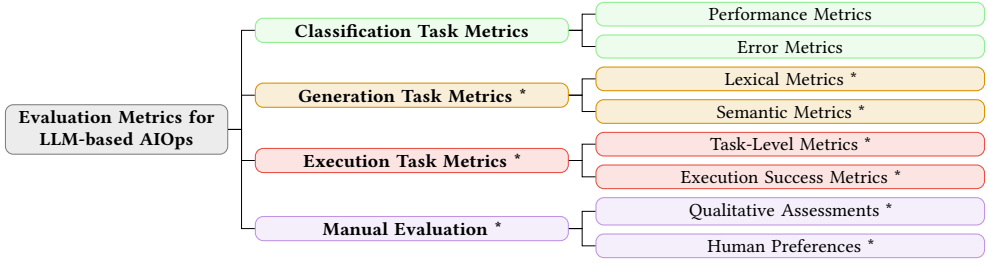 Evaluation Metrics for
LLM-based AIOps
Classification Task Metrics
Performance Metrics
Error Metrics
Generation Task Metrics *
Lexical Metrics *
Semantic Metrics *
Execution Task Metrics *
Task-Level Metrics *
Execution Success Metrics *
Manual Evaluation *
Qualitative Assessments *
Human Preferences *